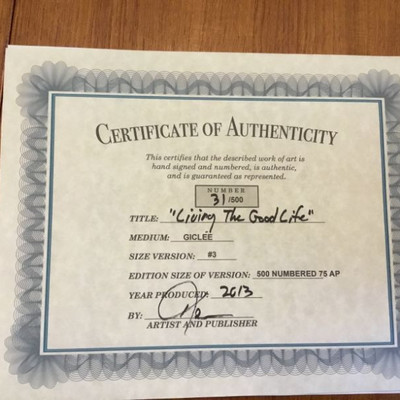 CERTIFICATE OF AUTHENTICITY
This certifies that the described work of art is
hand signed and numbered, is authentic,
and is guaranteed as represented.
NUMBER
31/500
TITLE: "Living The Good Life"
MEDIUM: GICLEÉ
SIZE VERSION: #3
EDITION SIZE OF VERSION: 500 NUMBERED 75 AP
YEAR PRODUCED: 2013
BY:
ARTIST AND PUBLISHER